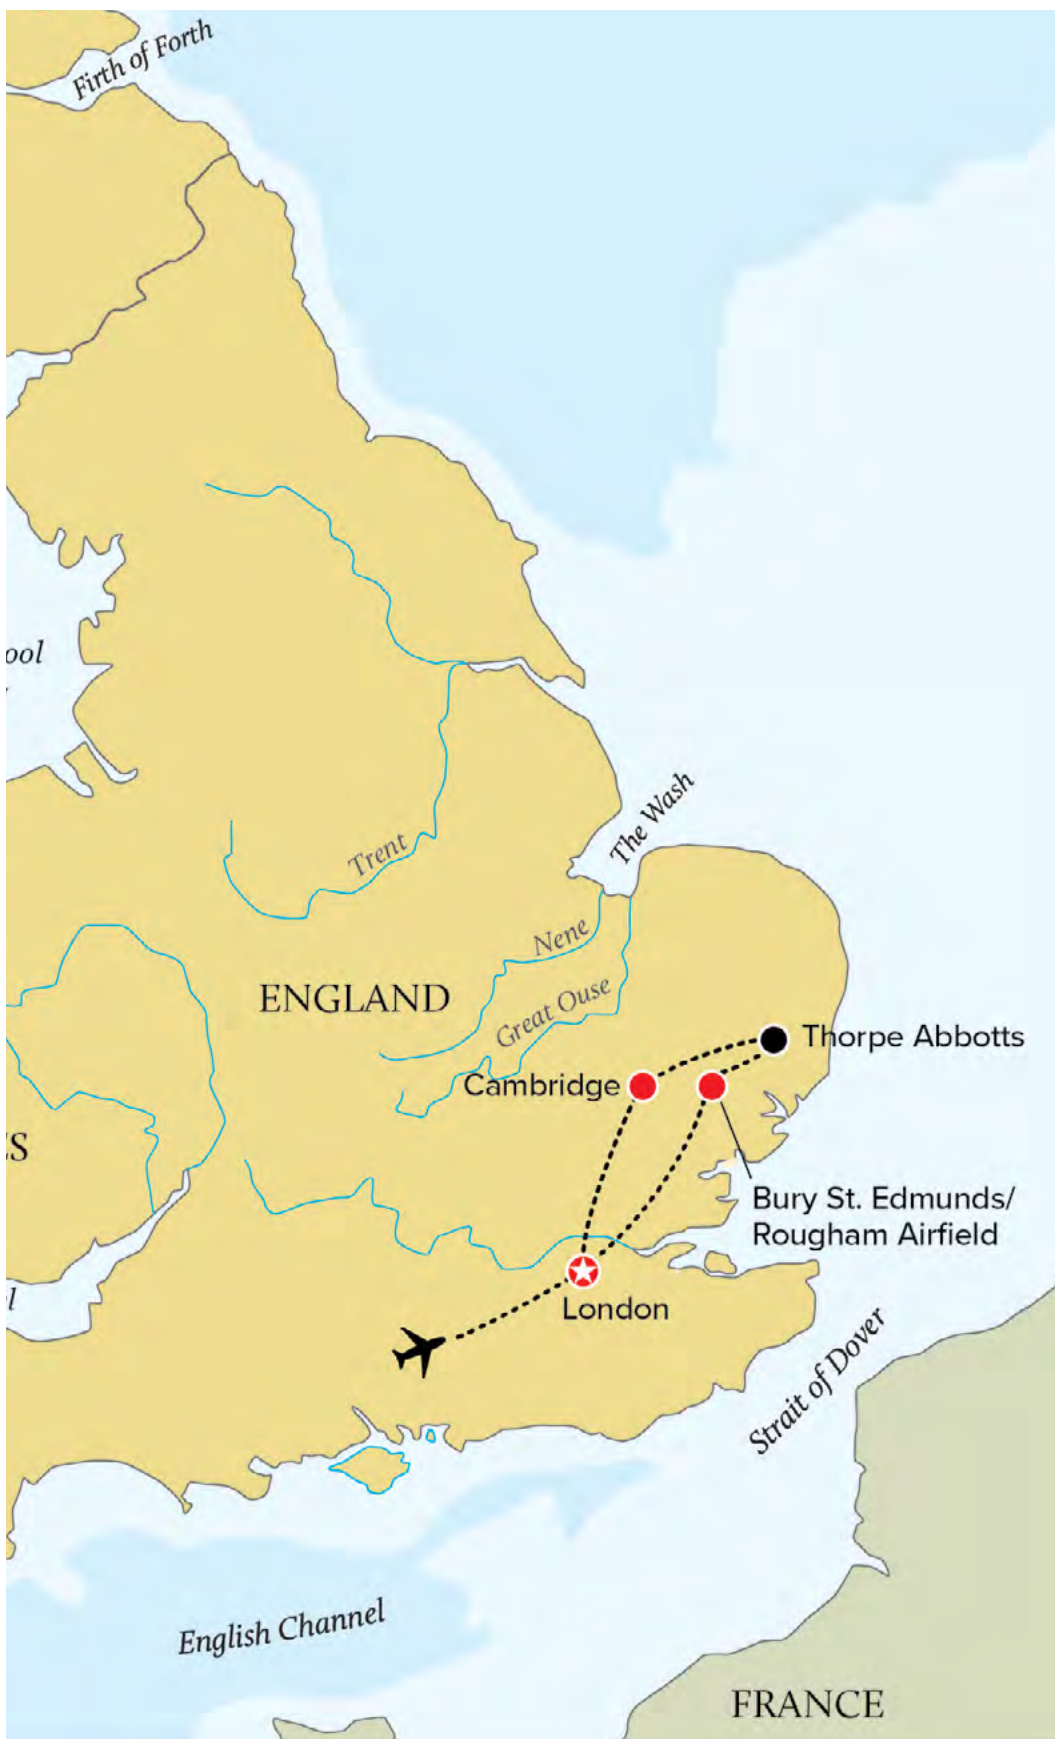 Firth of Forth
ool
The Wash
Trent
Nene
ENGLAND
Great Ouse
Thorpe Abbotts
Cambridge
S
Bury St. Edmunds/
Rougham Airfield
l
London
Strait of Dover
English Channel
FRANCE